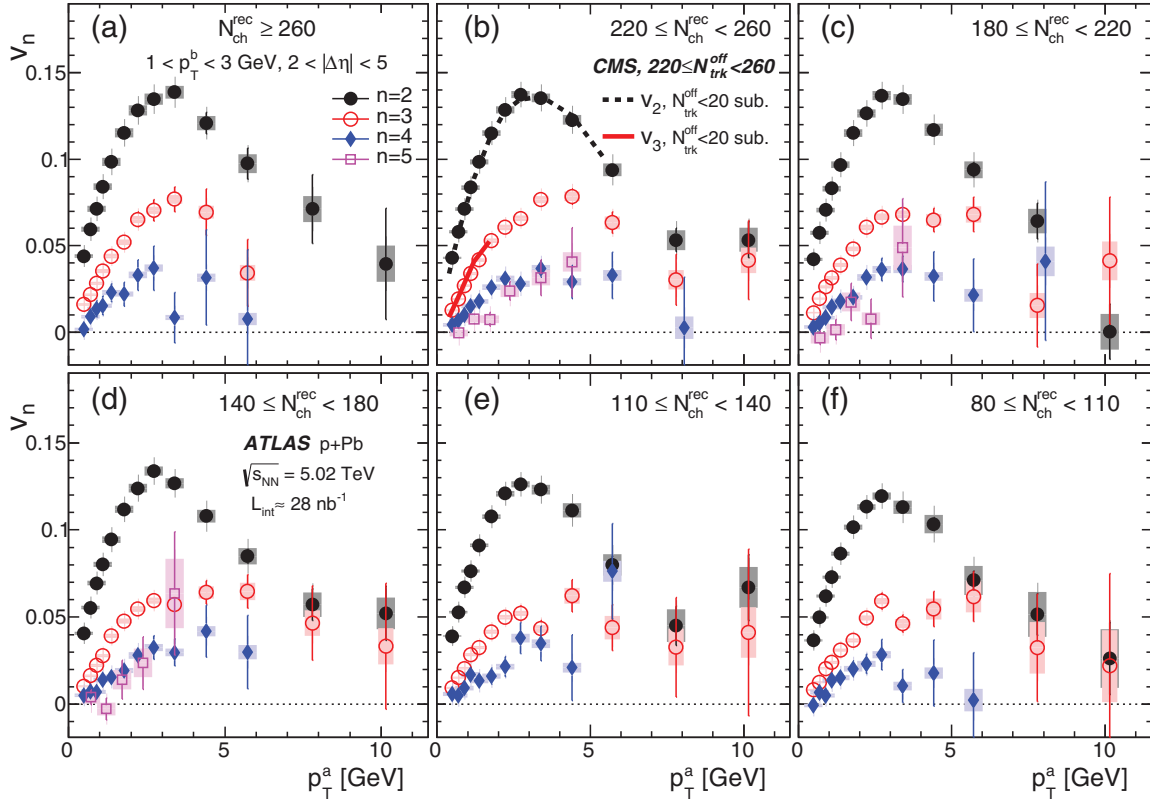 (a) N_ch^rec ≥ 260
1 < p_T^b < 3 GeV, 2 < |Δη| < 5
n=2
n=3
n=4
n=5
(b) 220 ≤ N_ch^rec < 260
CMS, 220≤N_trk^off<260
v_2, N_trk^off<20 sub.
v_3, N_trk^off<20 sub.
(c) 180 ≤ N_ch^rec < 220
v_n
0.15
0.1
0.05
0
(d) 140 ≤ N_ch^rec < 180
ATLAS p+Pb
√s_NN = 5.02 TeV
L_int ≈ 28 nb^-1
(e) 110 ≤ N_ch^rec < 140
(f) 80 ≤ N_ch^rec < 110
v_n
0.15
0.1
0.05
0
0 5 10 0 5 10 0 5 10
p_T^a [GeV] p_T^a [GeV] p_T^a [GeV]